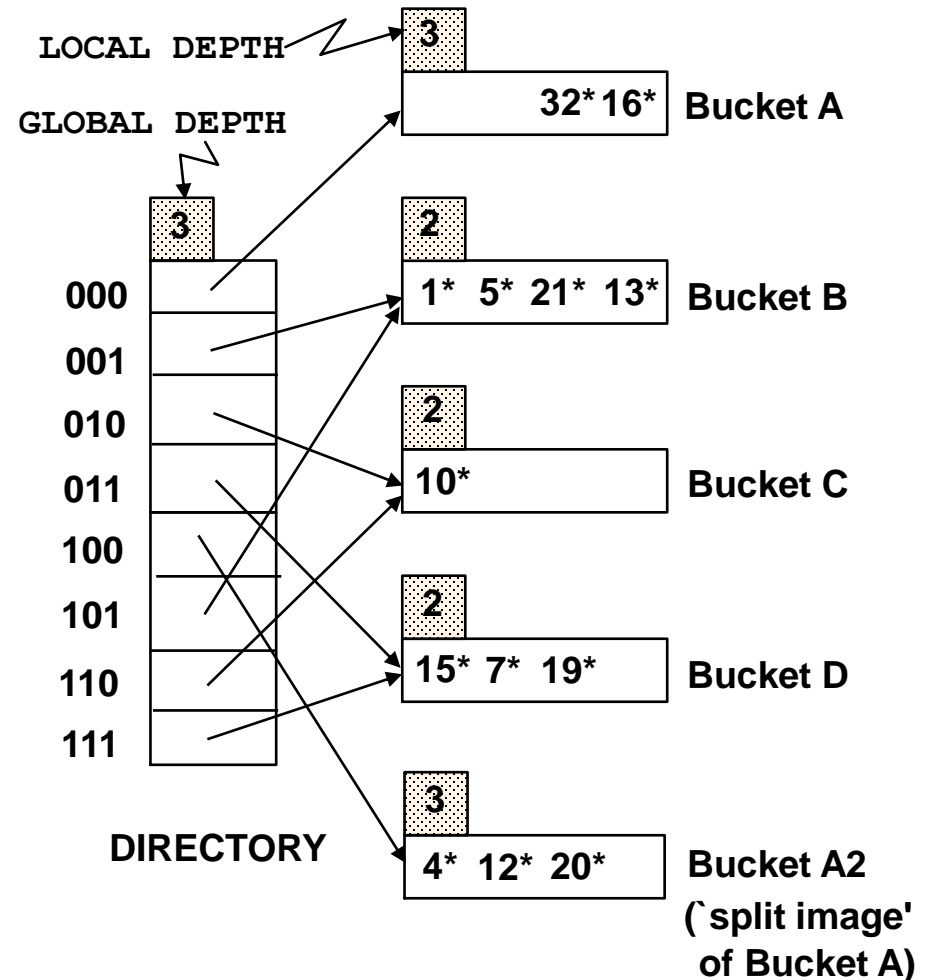 LOCAL DEPTH
GLOBAL DEPTH
3
32* 16*
Bucket A
3
000
001
010
011
100
101
110
111
DIRECTORY
2
1* 5* 21* 13*
Bucket B
2
10*
Bucket C
2
15* 7* 19*
Bucket D
3
4* 12* 20*
Bucket A2
(`split image'
of Bucket A)